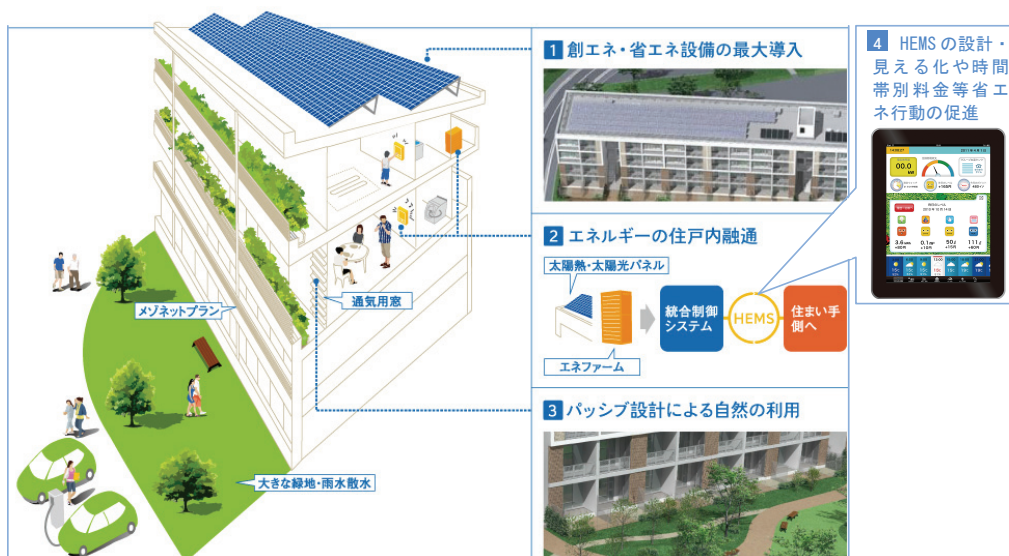 1 創エネ・省エネ設備の最大導入
2 エネルギーの住戸内融通
太陽熱・太陽光パネル
統合制御
システム
HEMS
住まい手
側へ
エネファーム
3 パッシブ設計による自然の利用
4 HEMSの設計・
見える化や時間
帯別料金等省エ
ネ行動の促進
00.0
kW
メゾネットプラン
通気用窓
大きな緑地・雨水散水